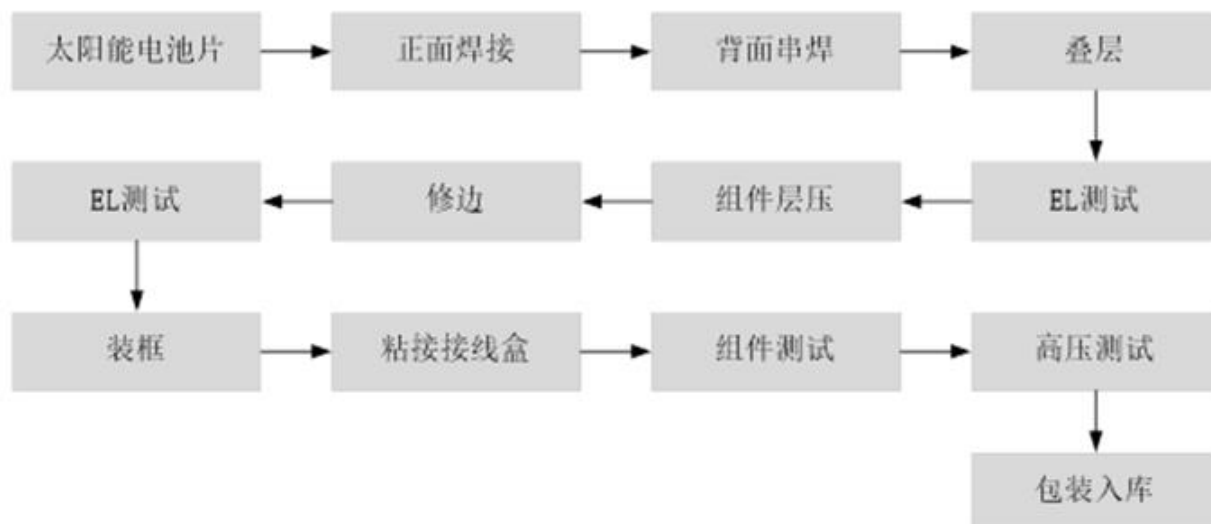 太阳能电池片
正面焊接
背面串焊
叠层
EL测试
组件层压
修边
EL测试
装框
粘接接线盒
组件测试
高压测试
包装入库